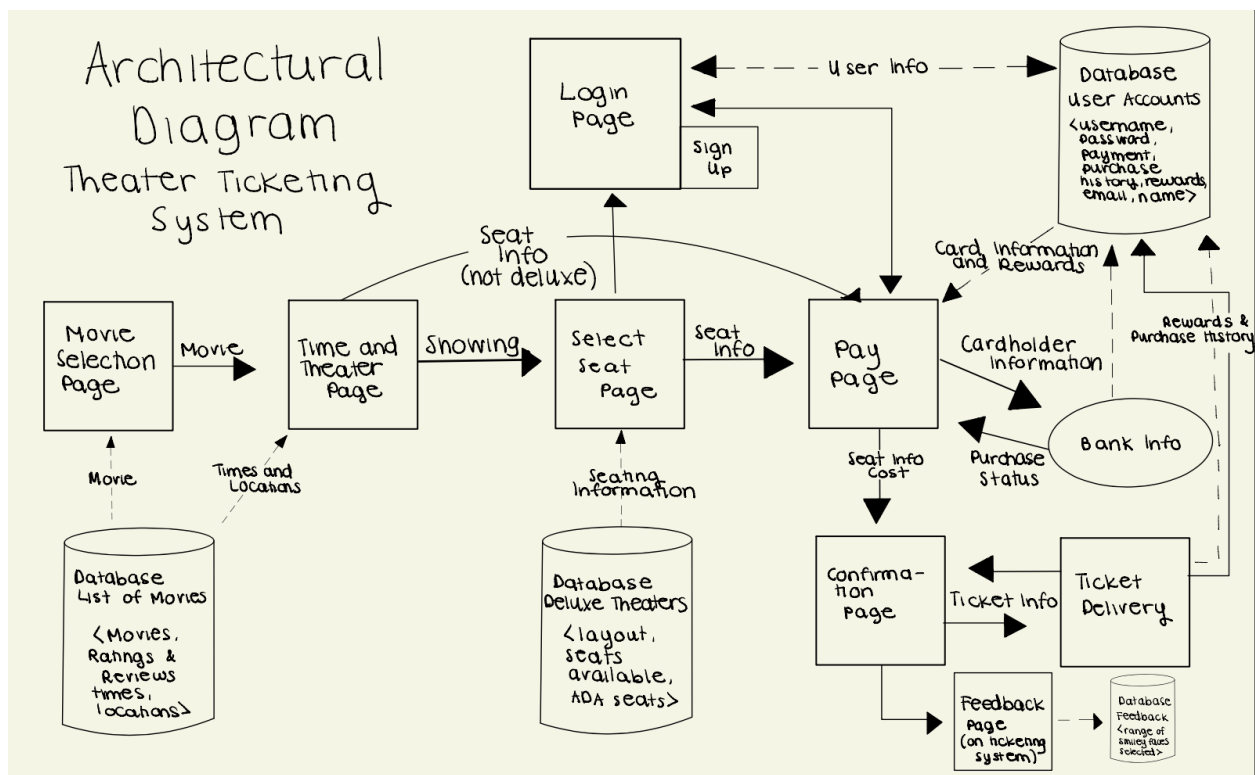 Architectural
Diagram
Theater Ticketing
System
Login
Page
Sign
Up
User Info
Database
User Accounts
<username,
password,
payment,
purchase
history, rewards,
email, name>
Seat
Info
(not deluxe)
Card Information
and Rewards
Movie
Selection
Page
Movie
Time and
Theater
Page
Showing
Select
Seat
Page
Seat
Info
Pay
Page
Cardholder
Information
Rewards &
Purchase History
Bank Info
Purchase
Status
Movie
Times and
Locations
Seating
Information
Seat Info
Cost
Database
List of Movies
<Movies,
Ratings &
Reviews
times,
locations>
Database
Deluxe Theaters
<layout,
seats
available,
ADA seats>
Confirma-
tion
Page
Ticket Info
Ticket
Delivery
Feedback
Page
(on ticketing
system)
Database
Feedback
<range of
smiley faces
selected>